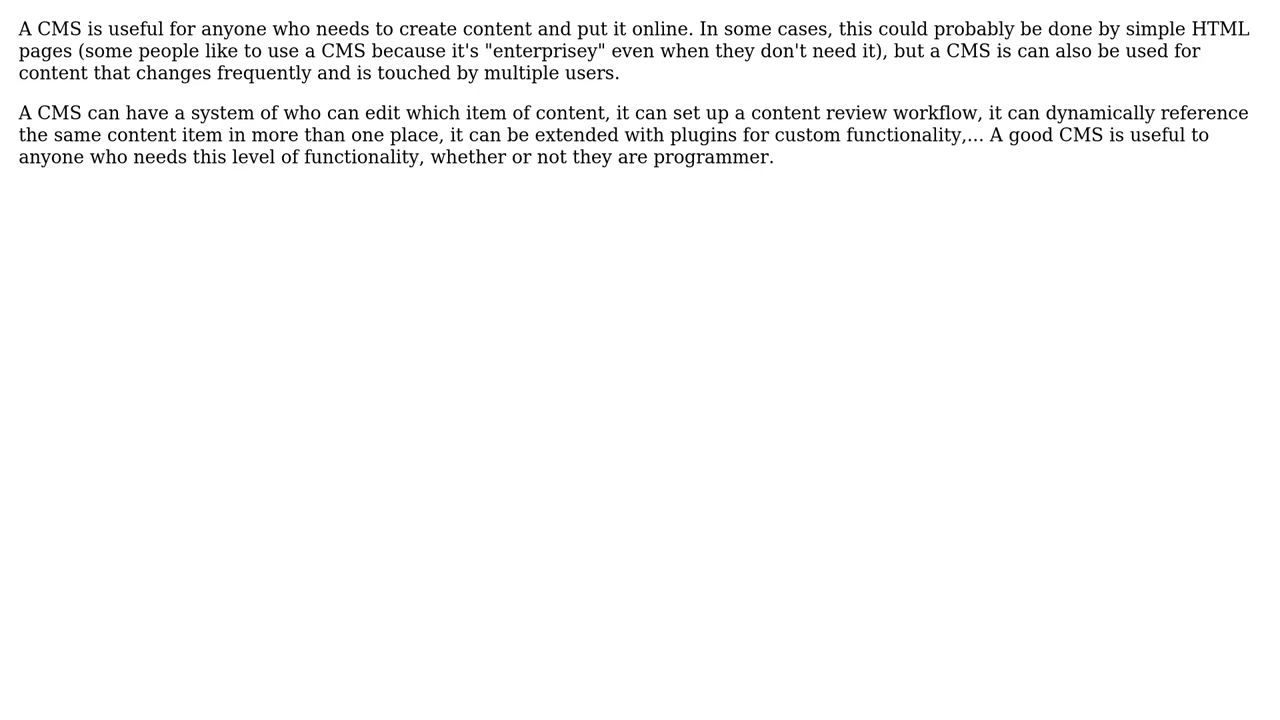 A CMS is useful for anyone who needs to create content and put it online. In some cases, this could probably be done by simple HTML
pages (some people like to use a CMS because it's "enterprisey" even when they don't need it), but a CMS is can also be used for
content that changes frequently and is touched by multiple users.
A CMS can have a system of who can edit which item of content, it can set up a content review workflow, it can dynamically reference
the same content item in more than one place, it can be extended with plugins for custom functionality,... A good CMS is useful to
anyone who needs this level of functionality, whether or not they are programmer.